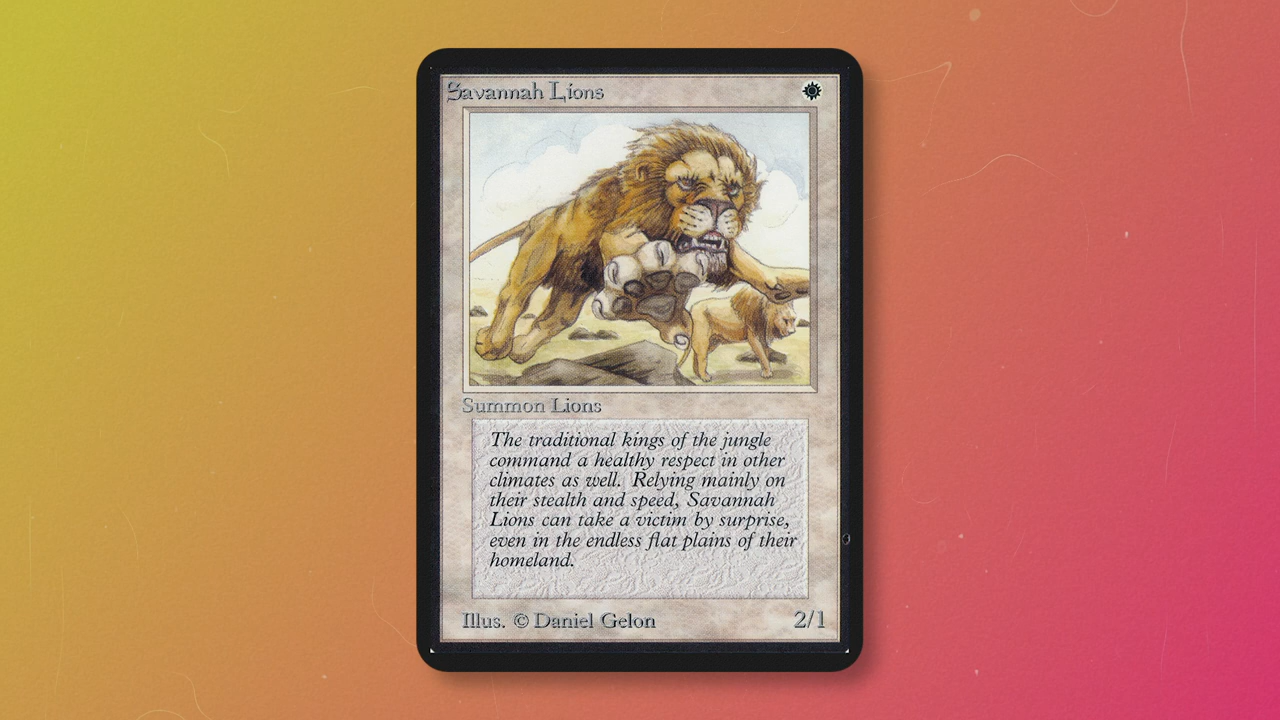 Savannah Lions
Summon Lions
The traditional kings of the jungle
command a healthy respect in other
climates as well. Relying mainly on
their stealth and speed, Savannah
Lions can take a victim by surprise,
even in the endless flat plains of their
homeland.
Illus. © Daniel Gelon
2/1